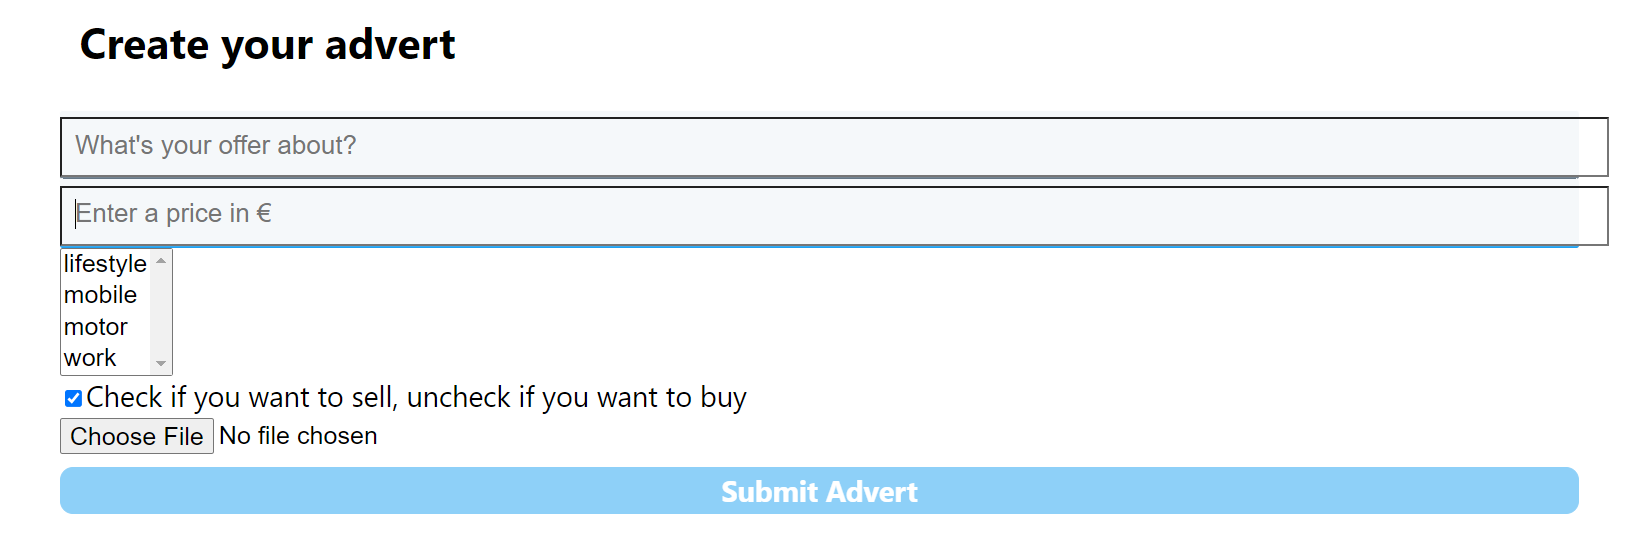 Create your advert
What's your offer about?
Enter a price in €
lifestyle
mobile
motor
work
Check if you want to sell, uncheck if you want to buy
Choose File No file chosen
Submit Advert